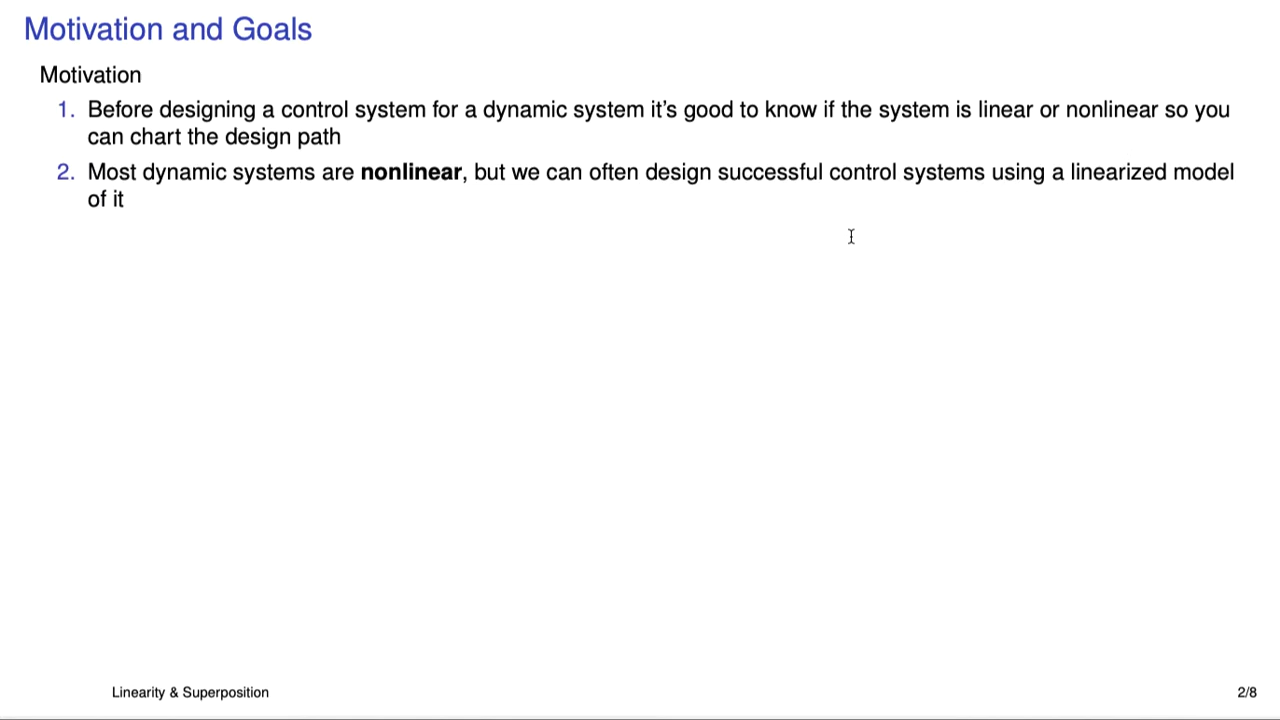 Motivation and Goals
Motivation
1. Before designing a control system for a dynamic system it's good to know if the system is linear or nonlinear so you
can chart the design path
2. Most dynamic systems are nonlinear, but we can often design successful control systems using a linearized model
of it
Linearity & Superposition
2/8